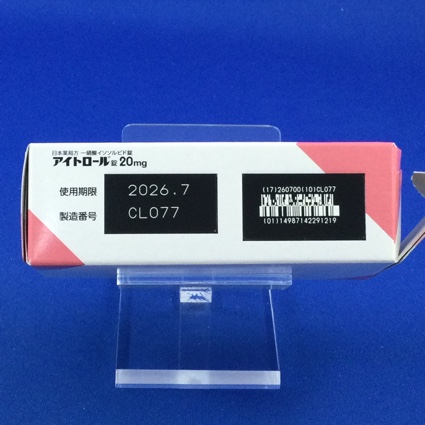 日本薬局方 一硝酸イソソルビド錠
アイトロール錠20mg
使用期限 2026.7
製造番号 CL077
(17)260700(10)CL077
(01)14987142291219